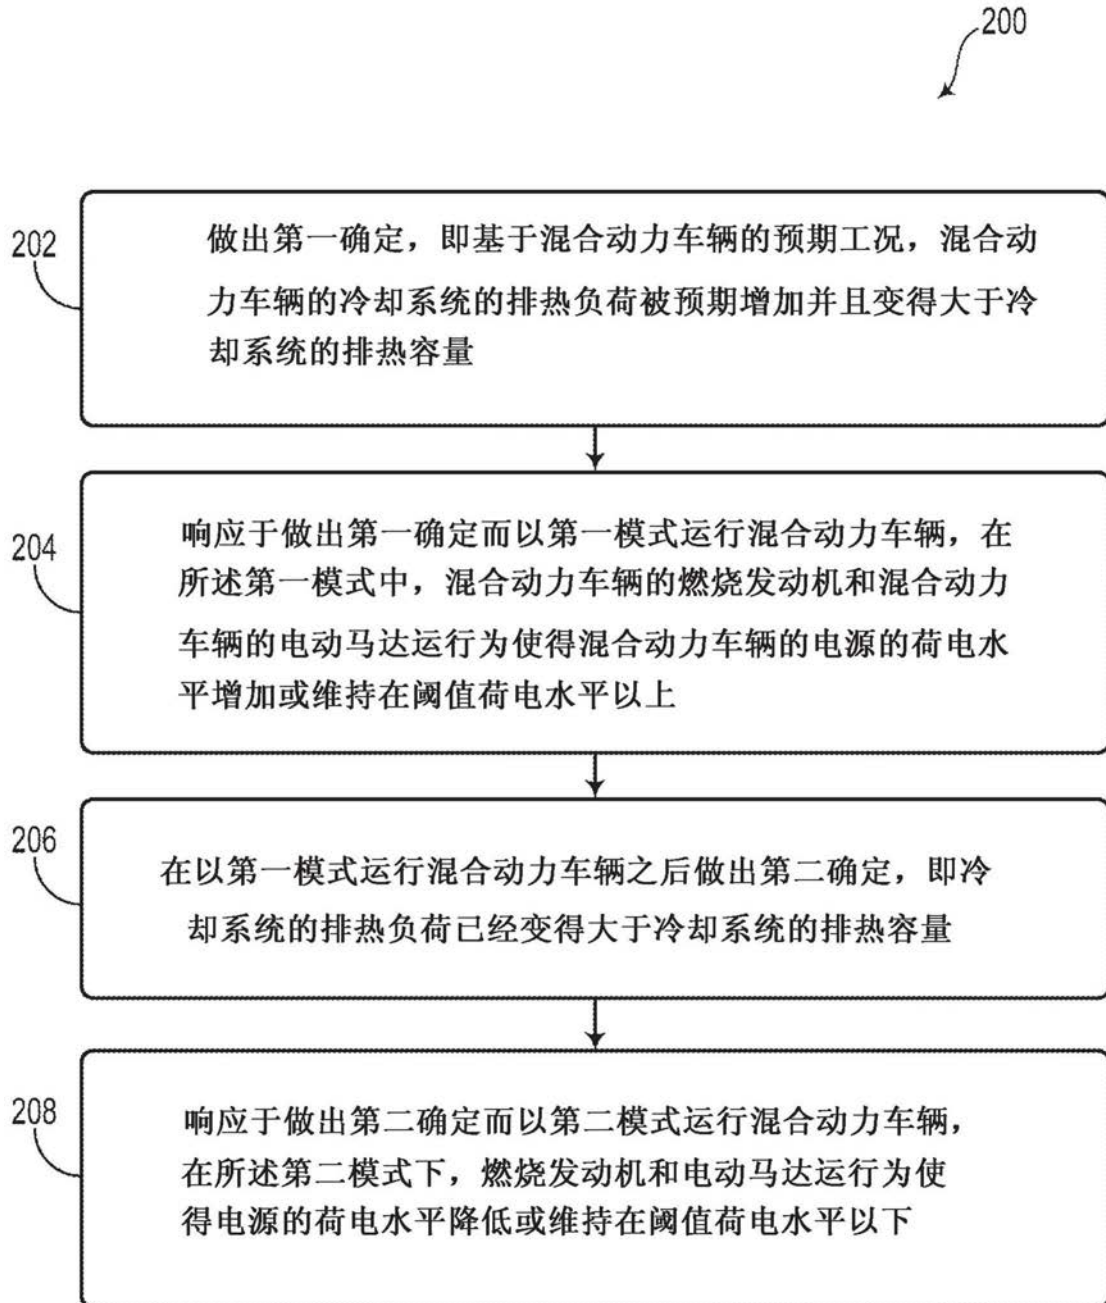 200
202
做出第一确定，即基于混合动力车辆的预期工况，混合动
力车辆的冷却系统的排热负荷被预期增加并且变得大于冷
却系统的排热容量
204
响应于做出第一确定而以第一模式运行混合动力车辆，在
所述第一模式中，混合动力车辆的燃烧发动机和混合动力
车辆的电动马达运行为使得混合动力车辆的电源的荷电水
平增加或维持在阈值荷电水平以上
206
在以第一模式运行混合动力车辆之后做出第二确定，即冷
却系统的排热负荷已经变得大于冷却系统的排热容量
208
响应于做出第二确定而以第二模式运行混合动力车辆，
在所述第二模式下，燃烧发动机和电动马达运行为使
得电源的荷电水平降低或维持在阈值荷电水平以下